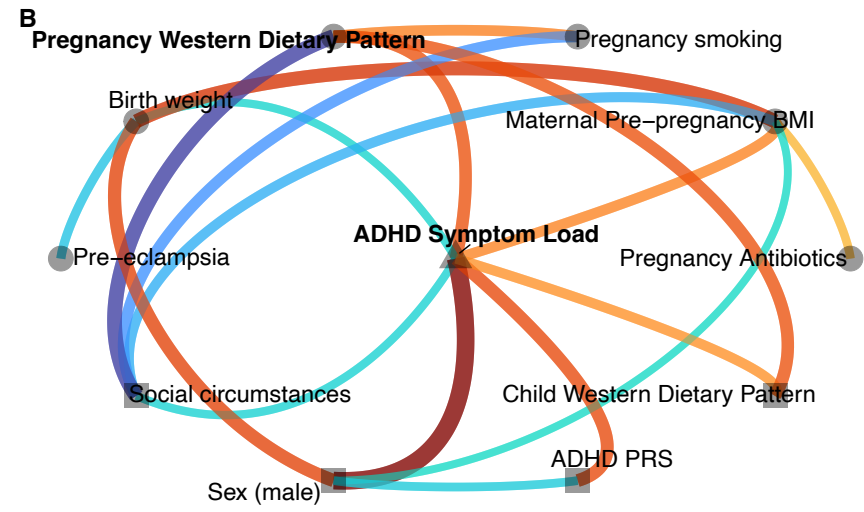 B
Pregnancy Western Dietary Pattern
Pregnancy smoking
Birth weight
Maternal Pre−pregnancy BMI
ADHD Symptom Load
Pre−eclampsia
Pregnancy Antibiotics
Social circumstances
Child Western Dietary Pattern
ADHD PRS
Sex (male)